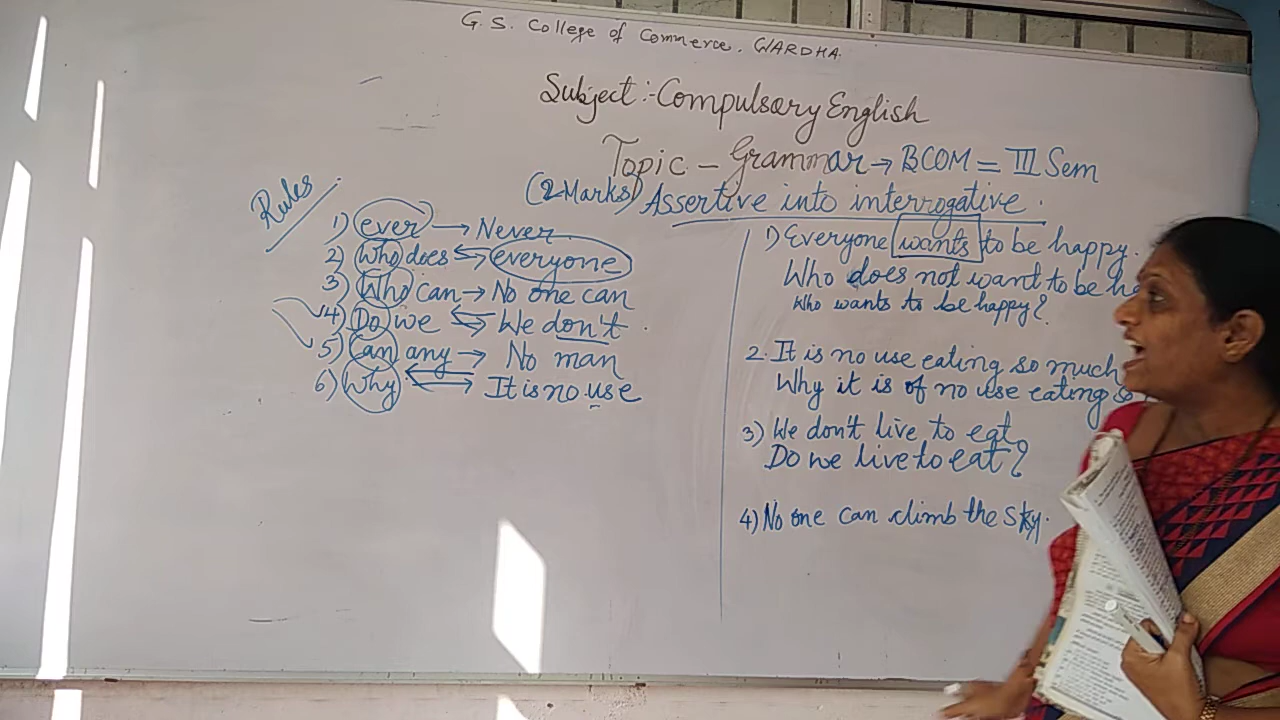 G. S. College of Commerce, WARDHA
Subject :- Compulsory English
Topic - Grammar → BCOM = III Sem
(2 Marks) Assertive into interrogative.
Rules
1) ever → Never
2) Who does ⇆ everyone
3) Who can → No one can
4) Do we ⇆ We don't.
5) Can any → No man
6) Why ⇆ It is no use
1) Everyone wants to be happy.
Who does not want to be
Who wants to be happy?
2. It is no use eating so much
Why it is of no use eating
3) We don't live to eat
Do we live to eat?
4) No one can climb the sky.